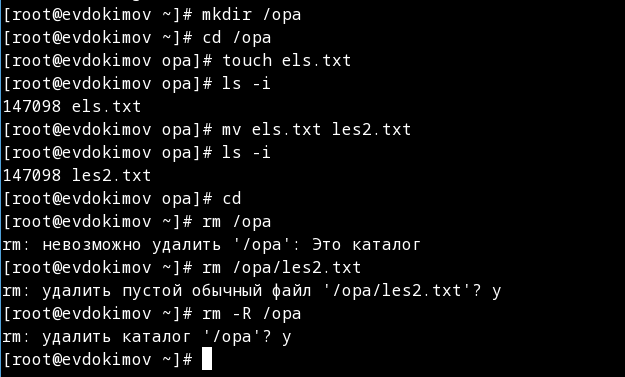 [root@evdokimov ~]# mkdir /opa
[root@evdokimov ~]# cd /opa
[root@evdokimov opa]# touch els.txt
[root@evdokimov opa]# ls -i
147098 els.txt
[root@evdokimov opa]# mv els.txt les2.txt
[root@evdokimov opa]# ls -i
147098 les2.txt
[root@evdokimov opa]# cd
[root@evdokimov ~]# rm /opa
rm: невозможно удалить '/opa': Это каталог
[root@evdokimov ~]# rm /opa/les2.txt
rm: удалить пустой обычный файл '/opa/les2.txt'? y
[root@evdokimov ~]# rm -R /opa
rm: удалить каталог '/opa'? y
[root@evdokimov ~]#